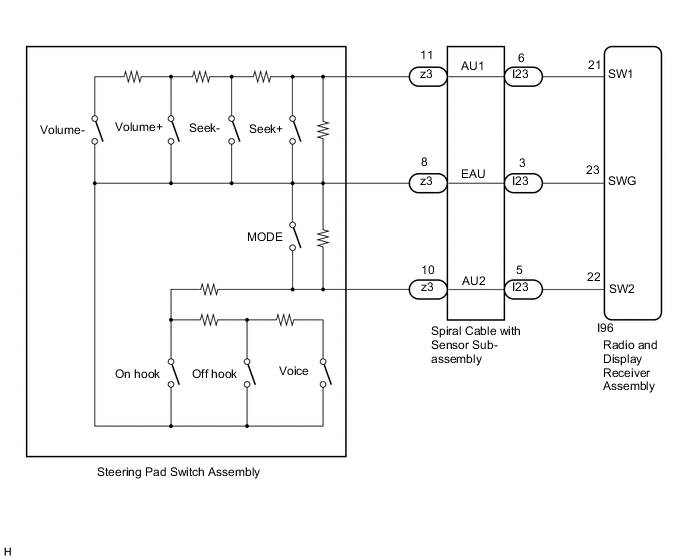 11
6
AU1
21
z3
I23
SW1
Volume-
Volume+
Seek-
Seek+
8
3
23
EAU
z3
I23
SWG
MODE
10
5
22
AU2
z3
I23
SW2
Spiral Cable with
Sensor Sub-
assembly
I96
Radio and
Display
Receiver
Assembly
On hook
Off hook
Voice
Steering Pad Switch Assembly
H